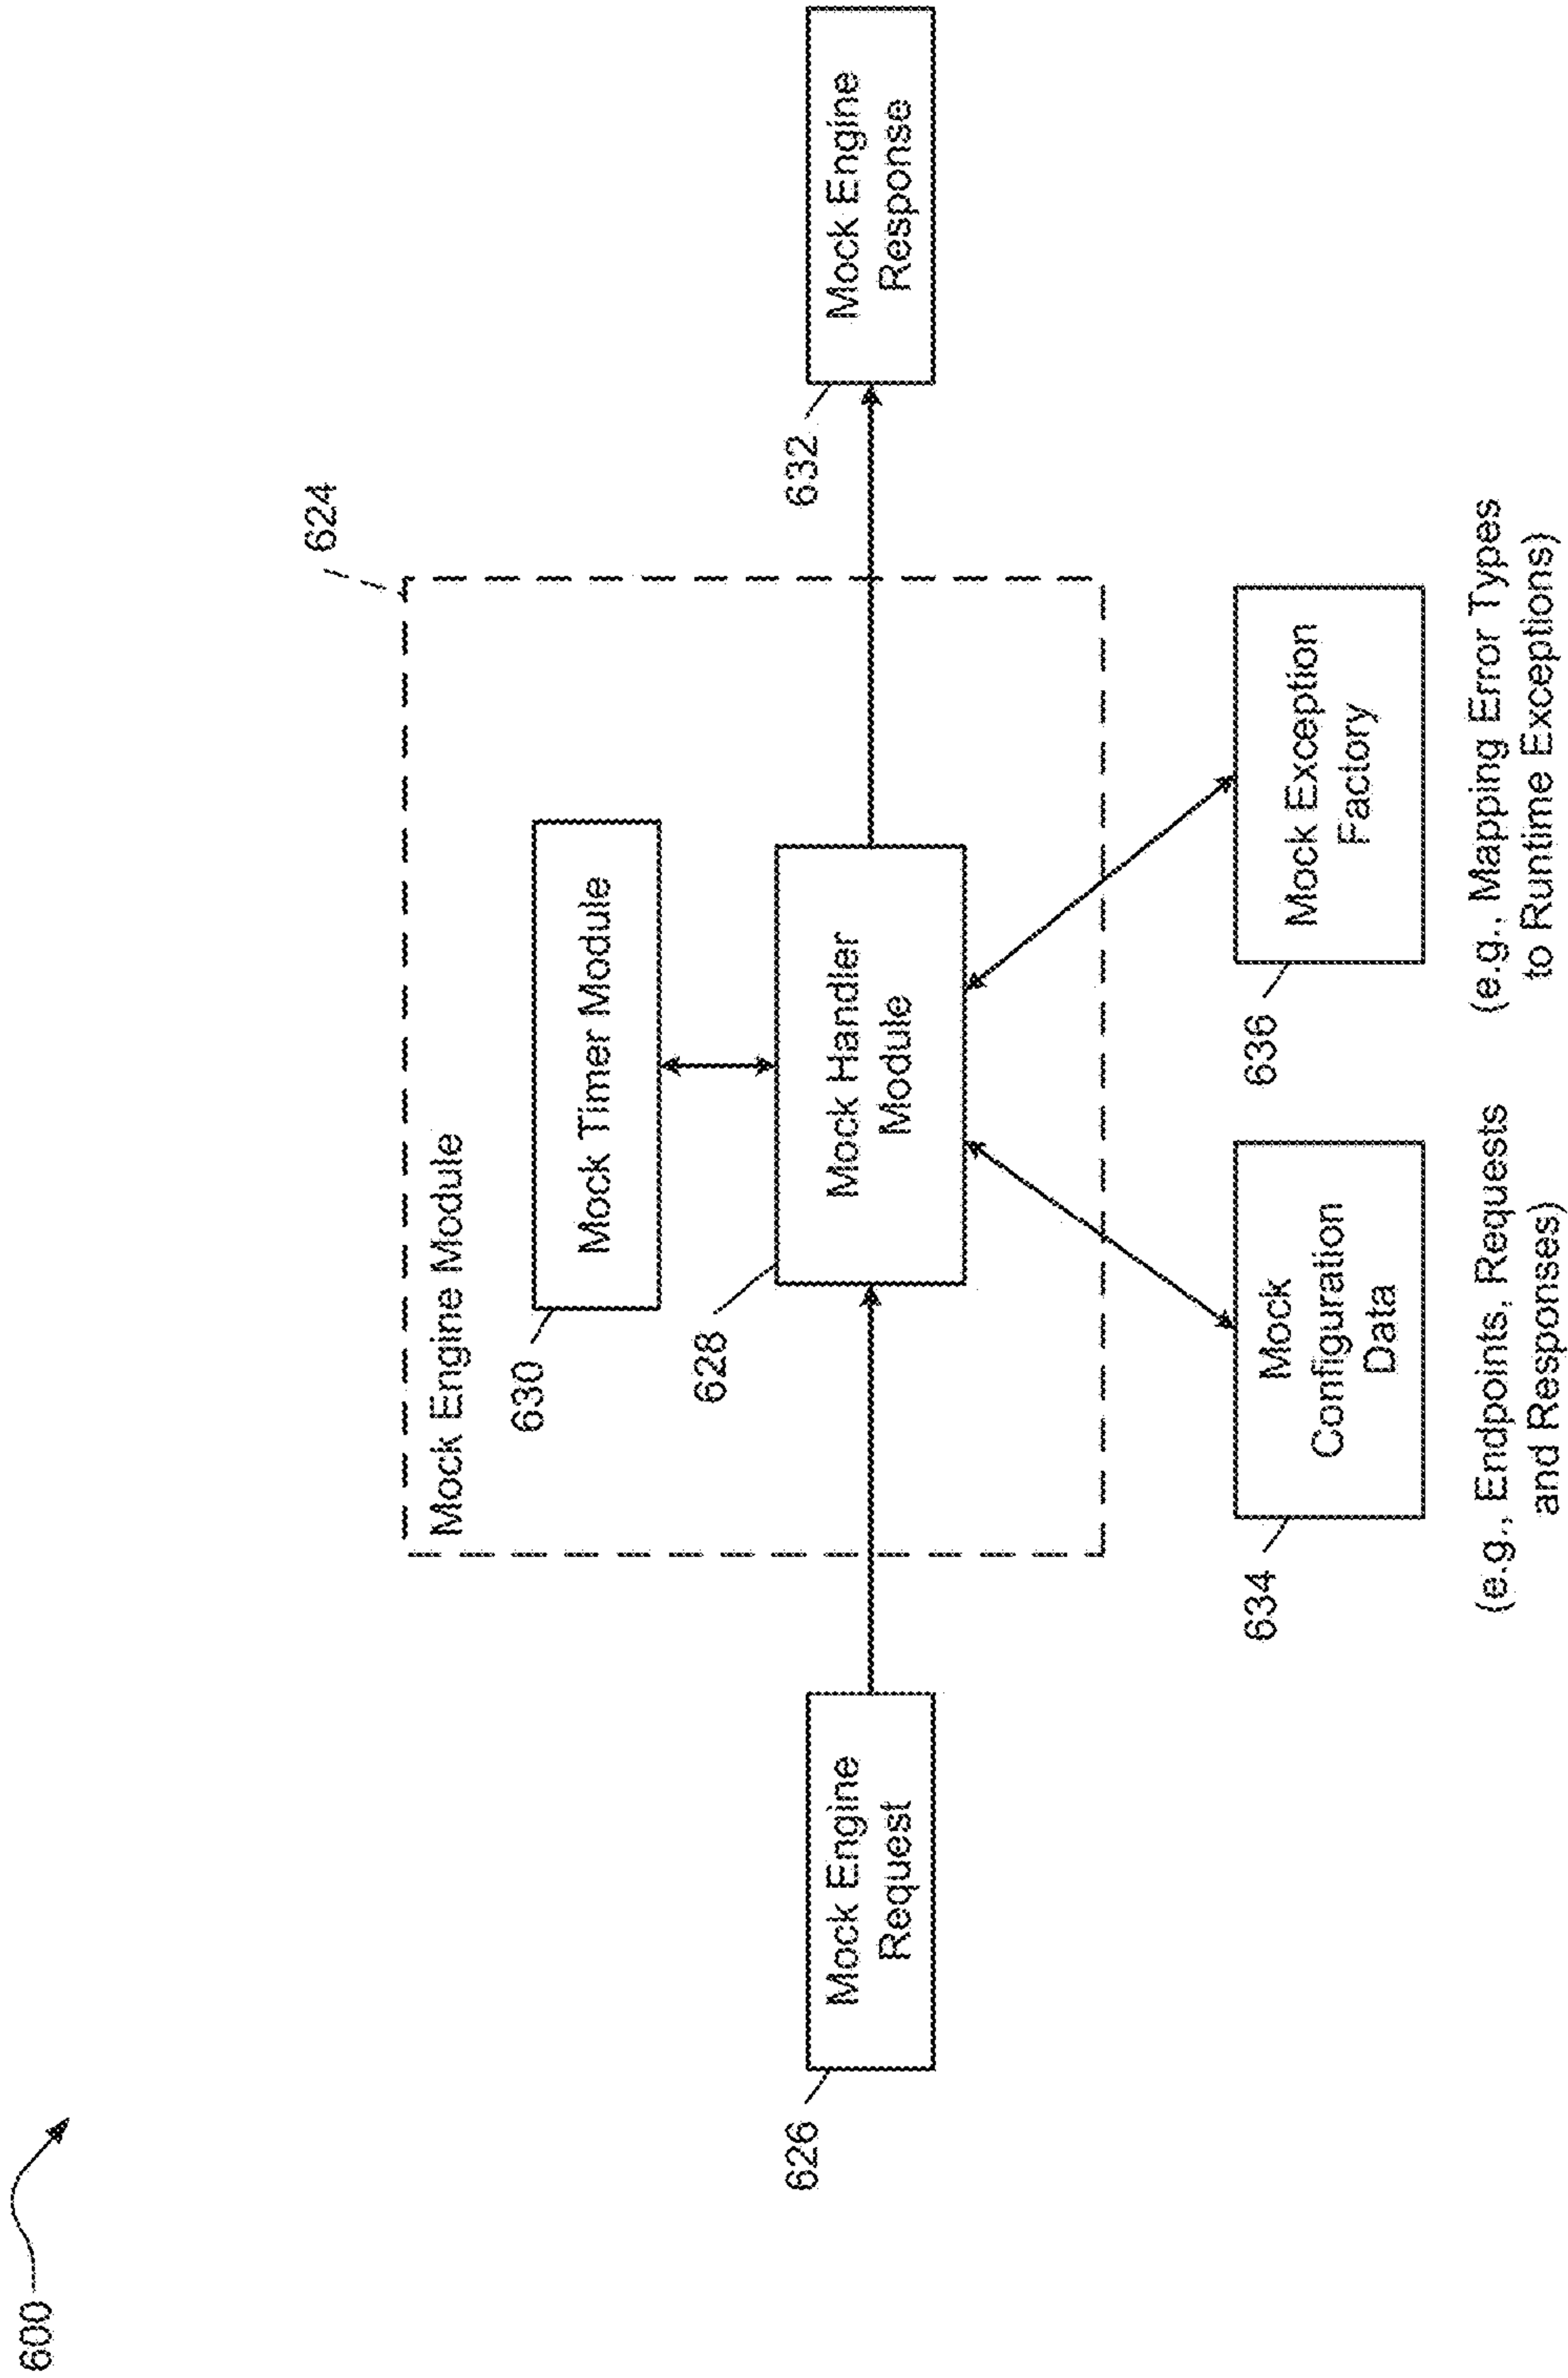 600
624
Mock Engine Module
630
Mock Timer Module
628
Mock Handler
Module
626
Mock Engine
Request
632
Mock Engine
Response
634
Mock
Configuration
Data
(e.g., Endpoints, Requests
and Responses)
636
Mock Exception
Factory
(e.g., Mapping Error Types
to Runtime Exceptions)